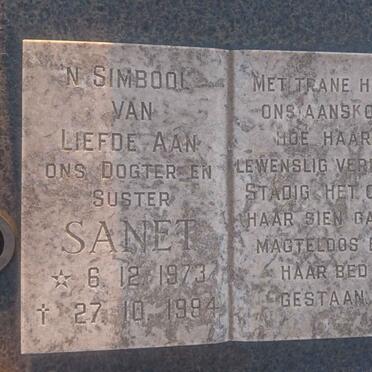 'N SIMBOOL
VAN
LIEFDE AAN
ONS DOGTER EN
SUSTER
SANET
☆ 6. 12. 1973
† 27. 10. 1994
MET TRANE H
ONS AANSKO
HOE HAAR
LEWENSLIG VER
STADIG HET
HAAR SIEN GA
MAGTELOOS
HAAR BED
GESTAAN.